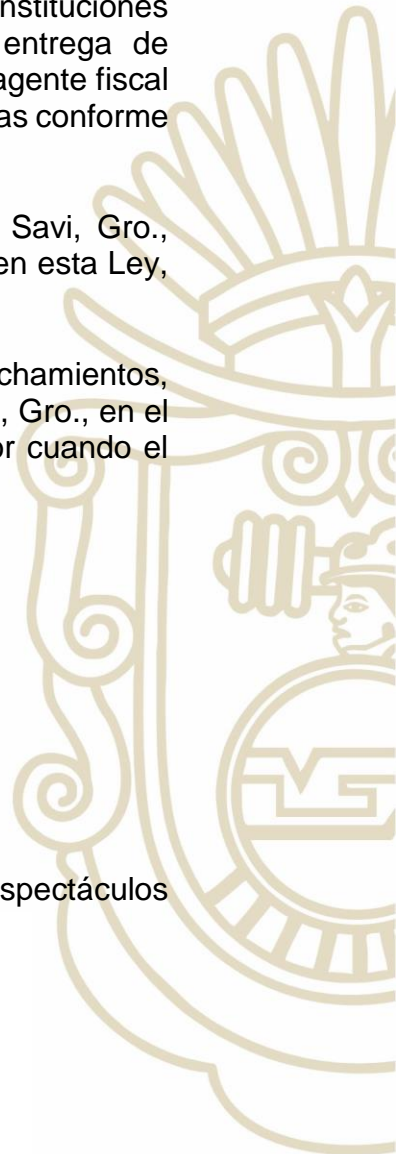 nstituciones
entrega de
agente fiscal
as conforme
Savi, Gro.,
en esta Ley,
chamientos,
, Gro., en el
or cuando el
spectáculos